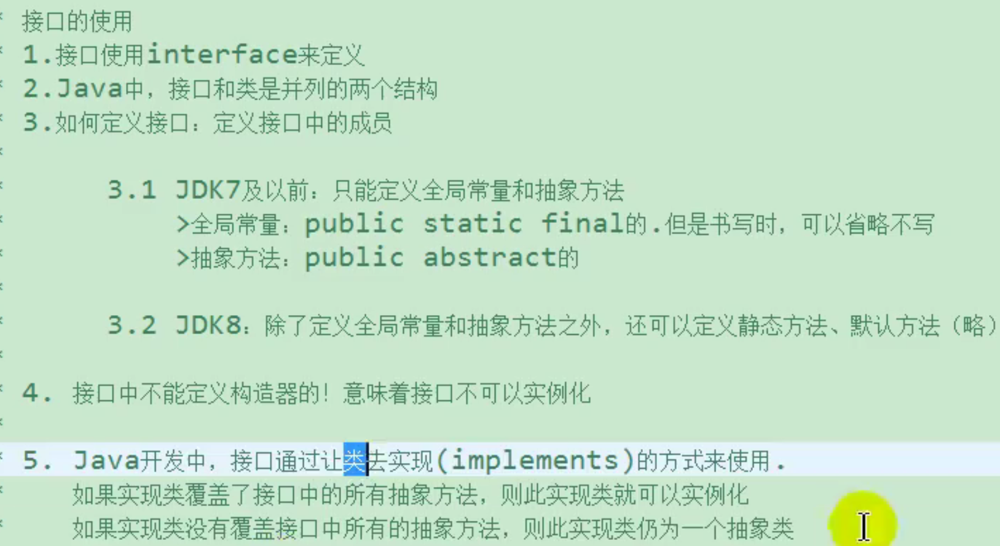 * 接口的使用
* 1.接口使用interface来定义
* 2.Java中，接口和类是并列的两个结构
* 3.如何定义接口：定义接口中的成员
*
* 3.1 JDK7及以前：只能定义全局常量和抽象方法
* >全局常量：public static final的.但是书写时，可以省略不写
* >抽象方法：public abstract的
*
* 3.2 JDK8：除了定义全局常量和抽象方法之外，还可以定义静态方法、默认方法（略）
*
* 4. 接口中不能定义构造器的！意味着接口不可以实例化
*
* 5. Java开发中，接口通过让类去实现(implements)的方式来使用.
* 如果实现类覆盖了接口中的所有抽象方法，则此实现类就可以实例化
* 如果实现类没有覆盖接口中所有的抽象方法，则此实现类仍为一个抽象类